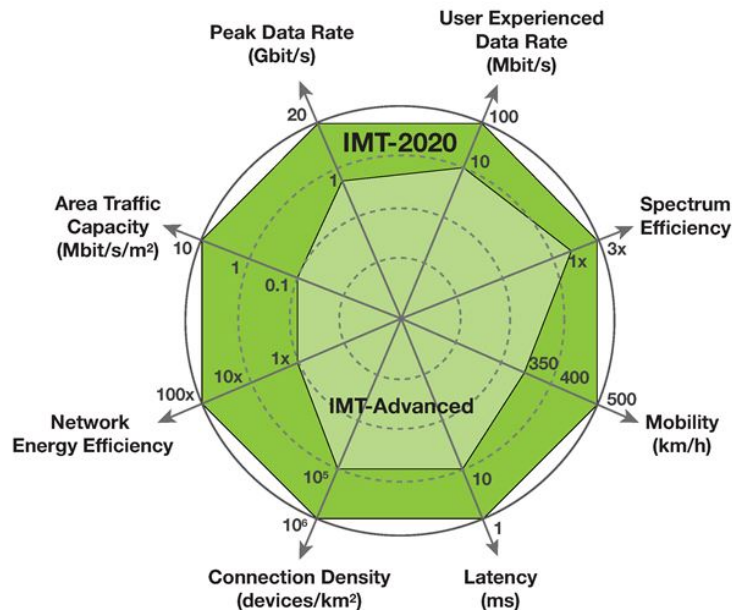 Peak Data Rate
(Gbit/s)
User Experienced
Data Rate
(Mbit/s)
20
100
IMT-2020
1
10
Area Traffic
Capacity
(Mbit/s/m²)
Spectrum
Efficiency
10
1
0.1
1x
3x
1x
10x
100x
350
400
500
IMT-Advanced
Network
Energy Efficiency
Mobility
(km/h)
10⁵
10
10⁶
1
Connection Density
(devices/km²)
Latency
(ms)